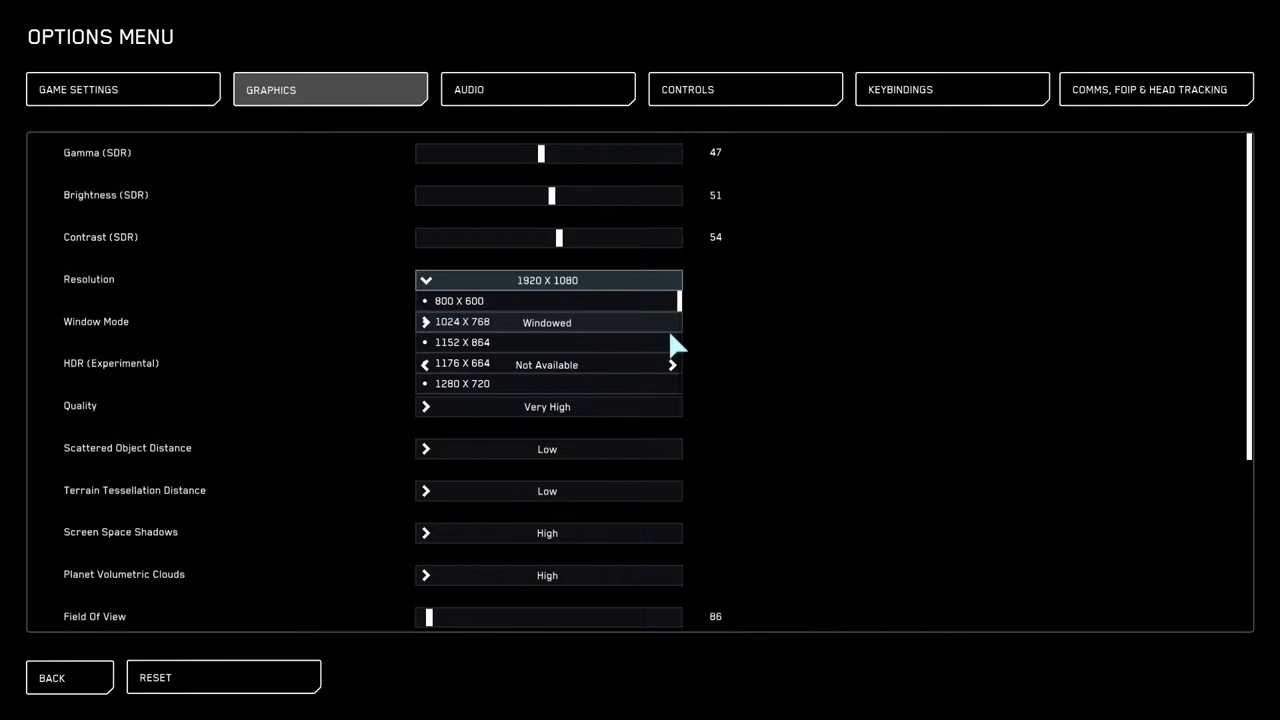 OPTIONS MENU
GAME SETTINGS
GRAPHICS
AUDIO
CONTROLS
KEYBINDINGS
COMMS, FOIP & HEAD TRACKING
Gamma (SDR) 47
Brightness (SDR) 51
Contrast (SDR) 54
Resolution 1920 X 1080
800 X 600
Window Mode 1024 X 768 Windowed
1152 X 864
HDR (Experimental) 1176 X 664 Not Available
1280 X 720
Quality Very High
Scattered Object Distance Low
Terrain Tessellation Distance Low
Screen Space Shadows High
Planet Volumetric Clouds High
Field Of View 86
BACK
RESET